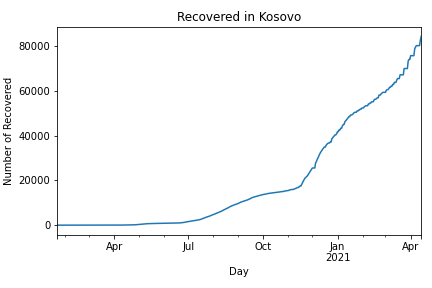 Recovered in Kosovo
Number of Recovered
80000
60000
40000
20000
0
Apr
Jul
Oct
Jan
2021
Apr
Day